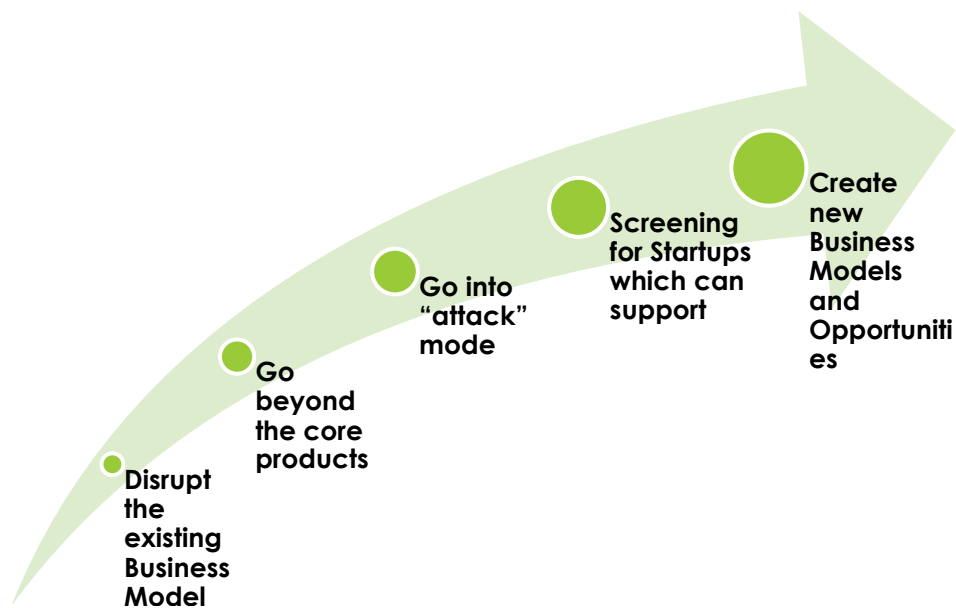 Disrupt
the
existing
Business
Model
Go
beyond
the core
products
Go into
“attack”
mode
Screening
for Startups
which can
support
Create
new
Business
Models
and
Opportuniti
es